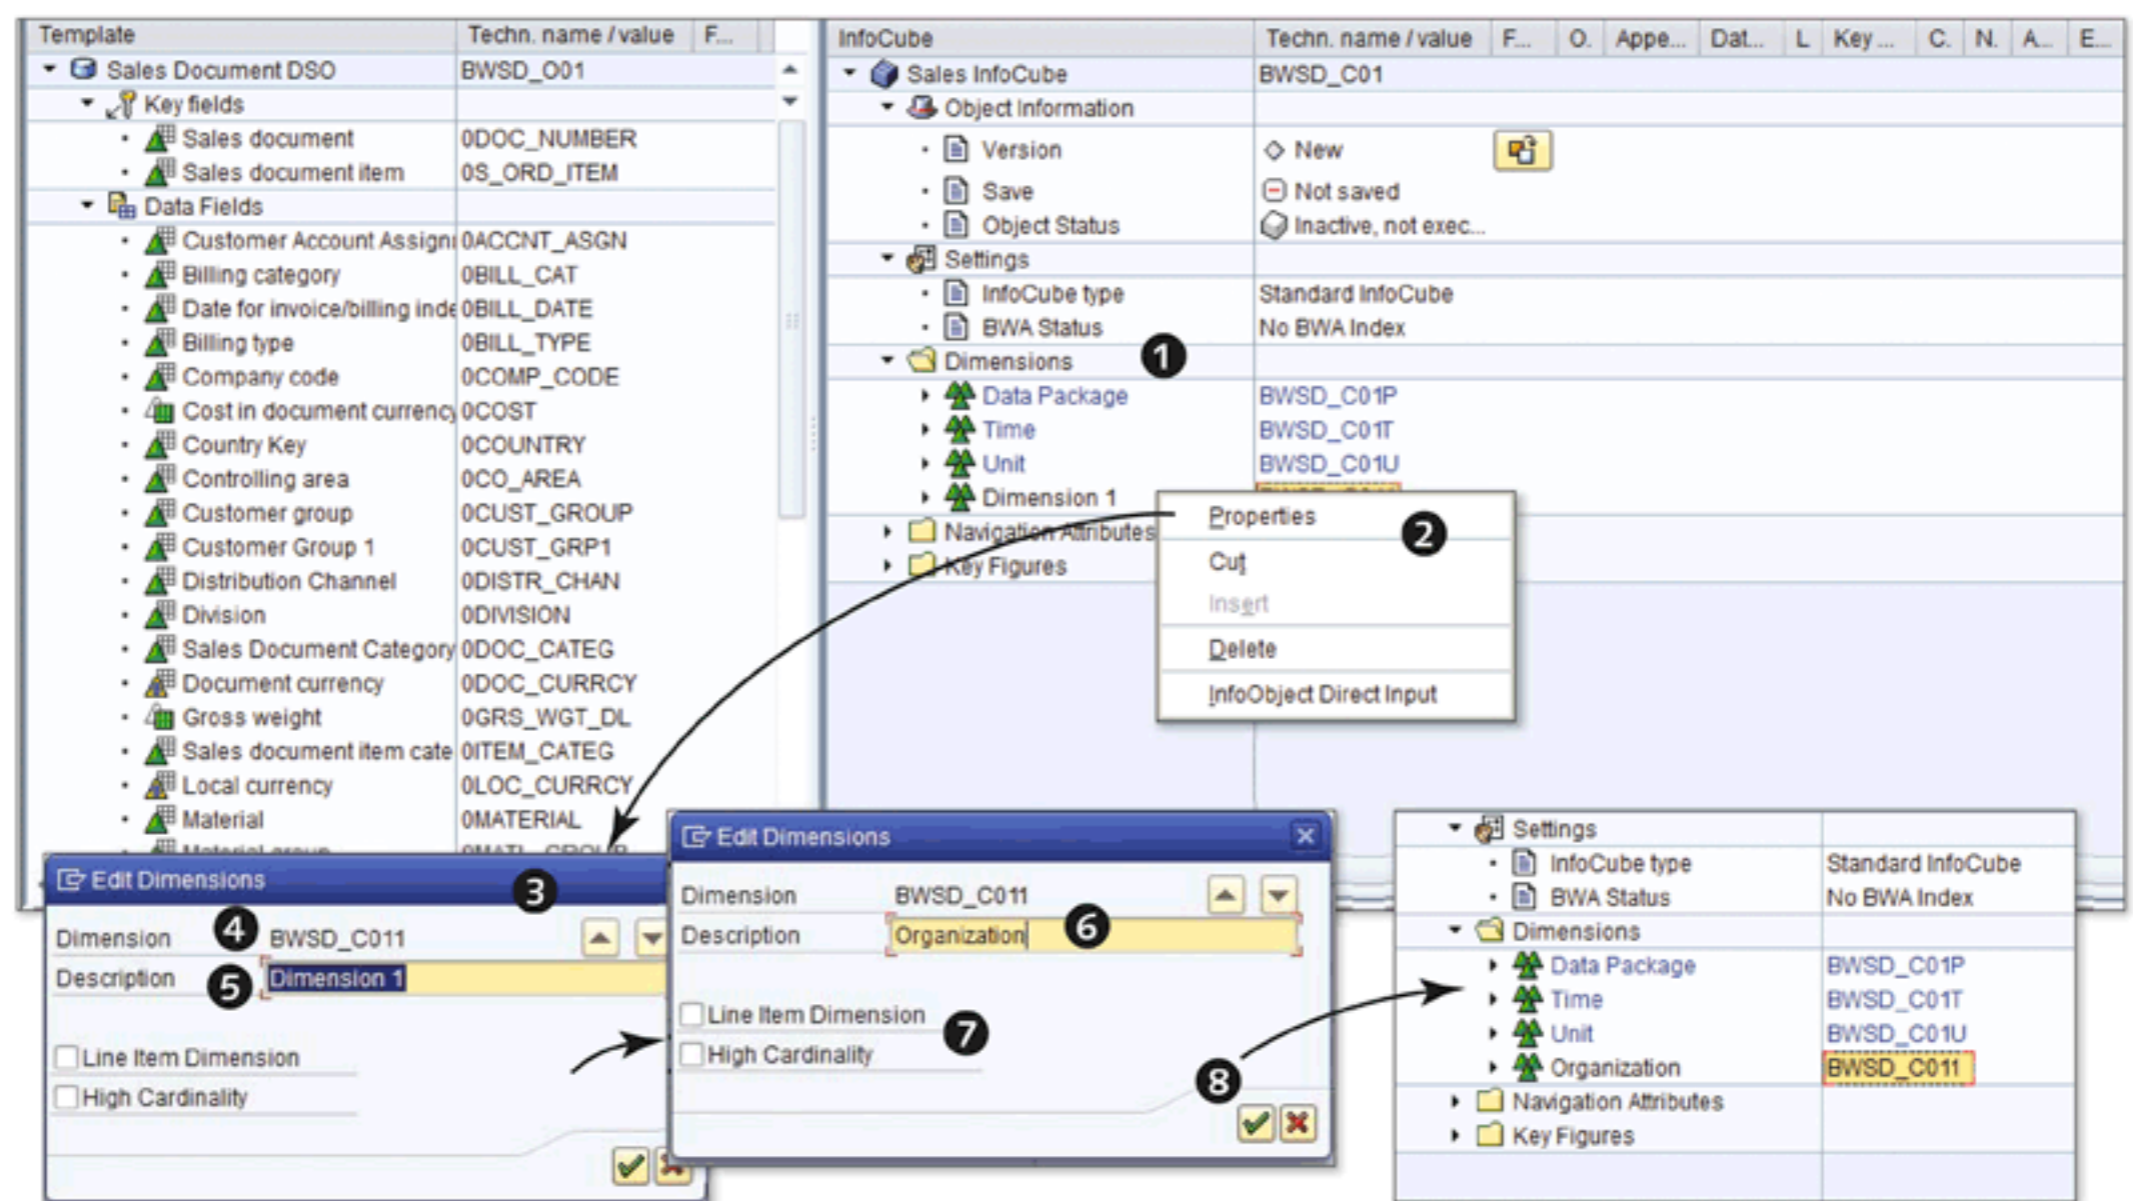 Template Techn. name / value F...
Sales Document DSO BWSD_O01
Key fields
Sales document 0DOC_NUMBER
Sales document item 0S_ORD_ITEM
Data Fields
Customer Account Assign 0ACCNT_ASGN
Billing category 0BILL_CAT
Date for invoice/billing inde 0BILL_DATE
Billing type 0BILL_TYPE
Company code 0COMP_CODE
Cost in document currency 0COST
Country Key 0COUNTRY
Controlling area 0CO_AREA
Customer group 0CUST_GROUP
Customer Group 1 0CUST_GRP1
Distribution Channel 0DISTR_CHAN
Division 0DIVISION
Sales Document Category 0DOC_CATEG
Document currency 0DOC_CURRCY
Gross weight 0GRS_WGT_DL
Sales document item cate 0ITEM_CATEG
Local currency 0LOC_CURRCY
Material 0MATERIAL
Material group 0MATL_GROUP
InfoCube Techn. name / value F... O. Appe... Dat... L Key ... C. N. A... E...
Sales InfoCube BWSD_C01
Object Information
Version New
Save Not saved
Object Status Inactive, not exec...
Settings
InfoCube type Standard InfoCube
BWA Status No BWA Index
Dimensions 1
Data Package BWSD_C01P
Time BWSD_C01T
Unit BWSD_C01U
Dimension 1
Navigation Attributes
Key Figures
Properties 2
Cut
Insert
Delete
InfoObject Direct Input
Edit Dimensions 3
Dimension 4 BWSD_C011
Description 5 Dimension 1
Line Item Dimension
High Cardinality
Edit Dimensions
Dimension BWSD_C011
Description Organization 6
Line Item Dimension 7
High Cardinality
8
Settings
InfoCube type Standard InfoCube
BWA Status No BWA Index
Dimensions
Data Package BWSD_C01P
Time BWSD_C01T
Unit BWSD_C01U
Organization BWSD_C011
Navigation Attributes
Key Figures